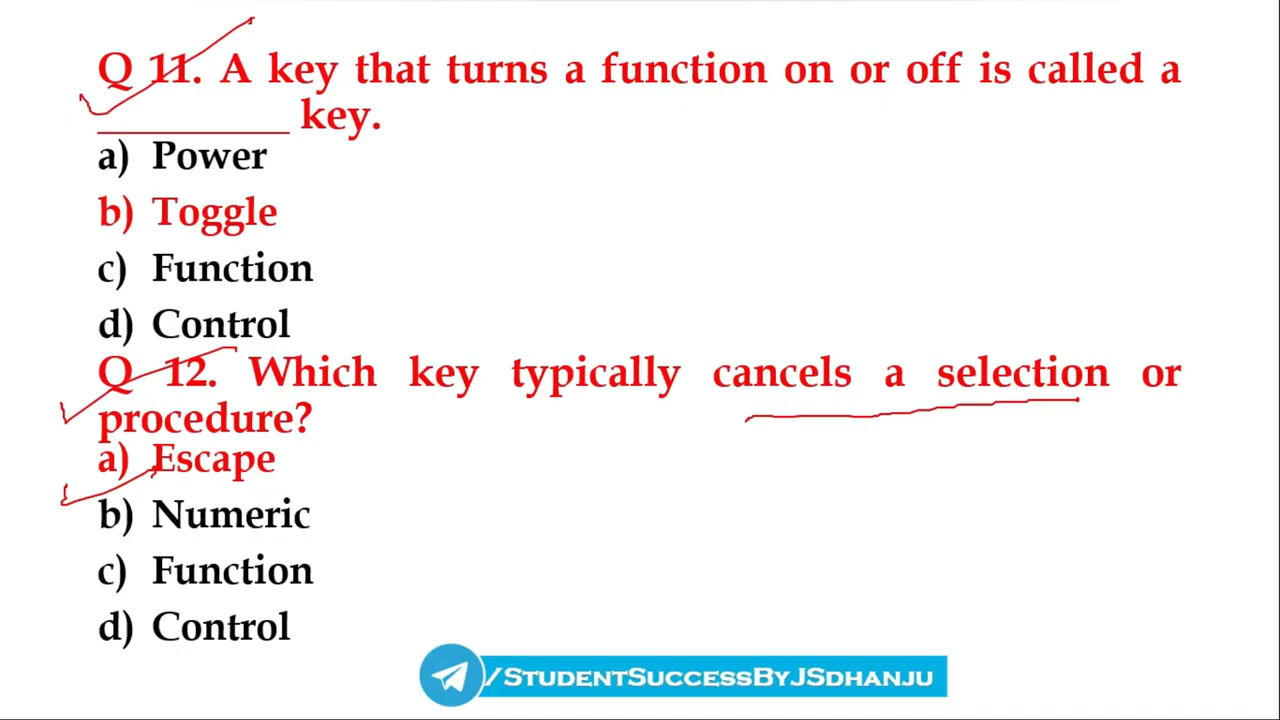 Q 11. A key that turns a function on or off is called a
__________ key.
a) Power
b) Toggle
c) Function
d) Control
Q 12. Which key typically cancels a selection or
procedure?
a) Escape
b) Numeric
c) Function
d) Control
/StudentSuccessByJSdhanju